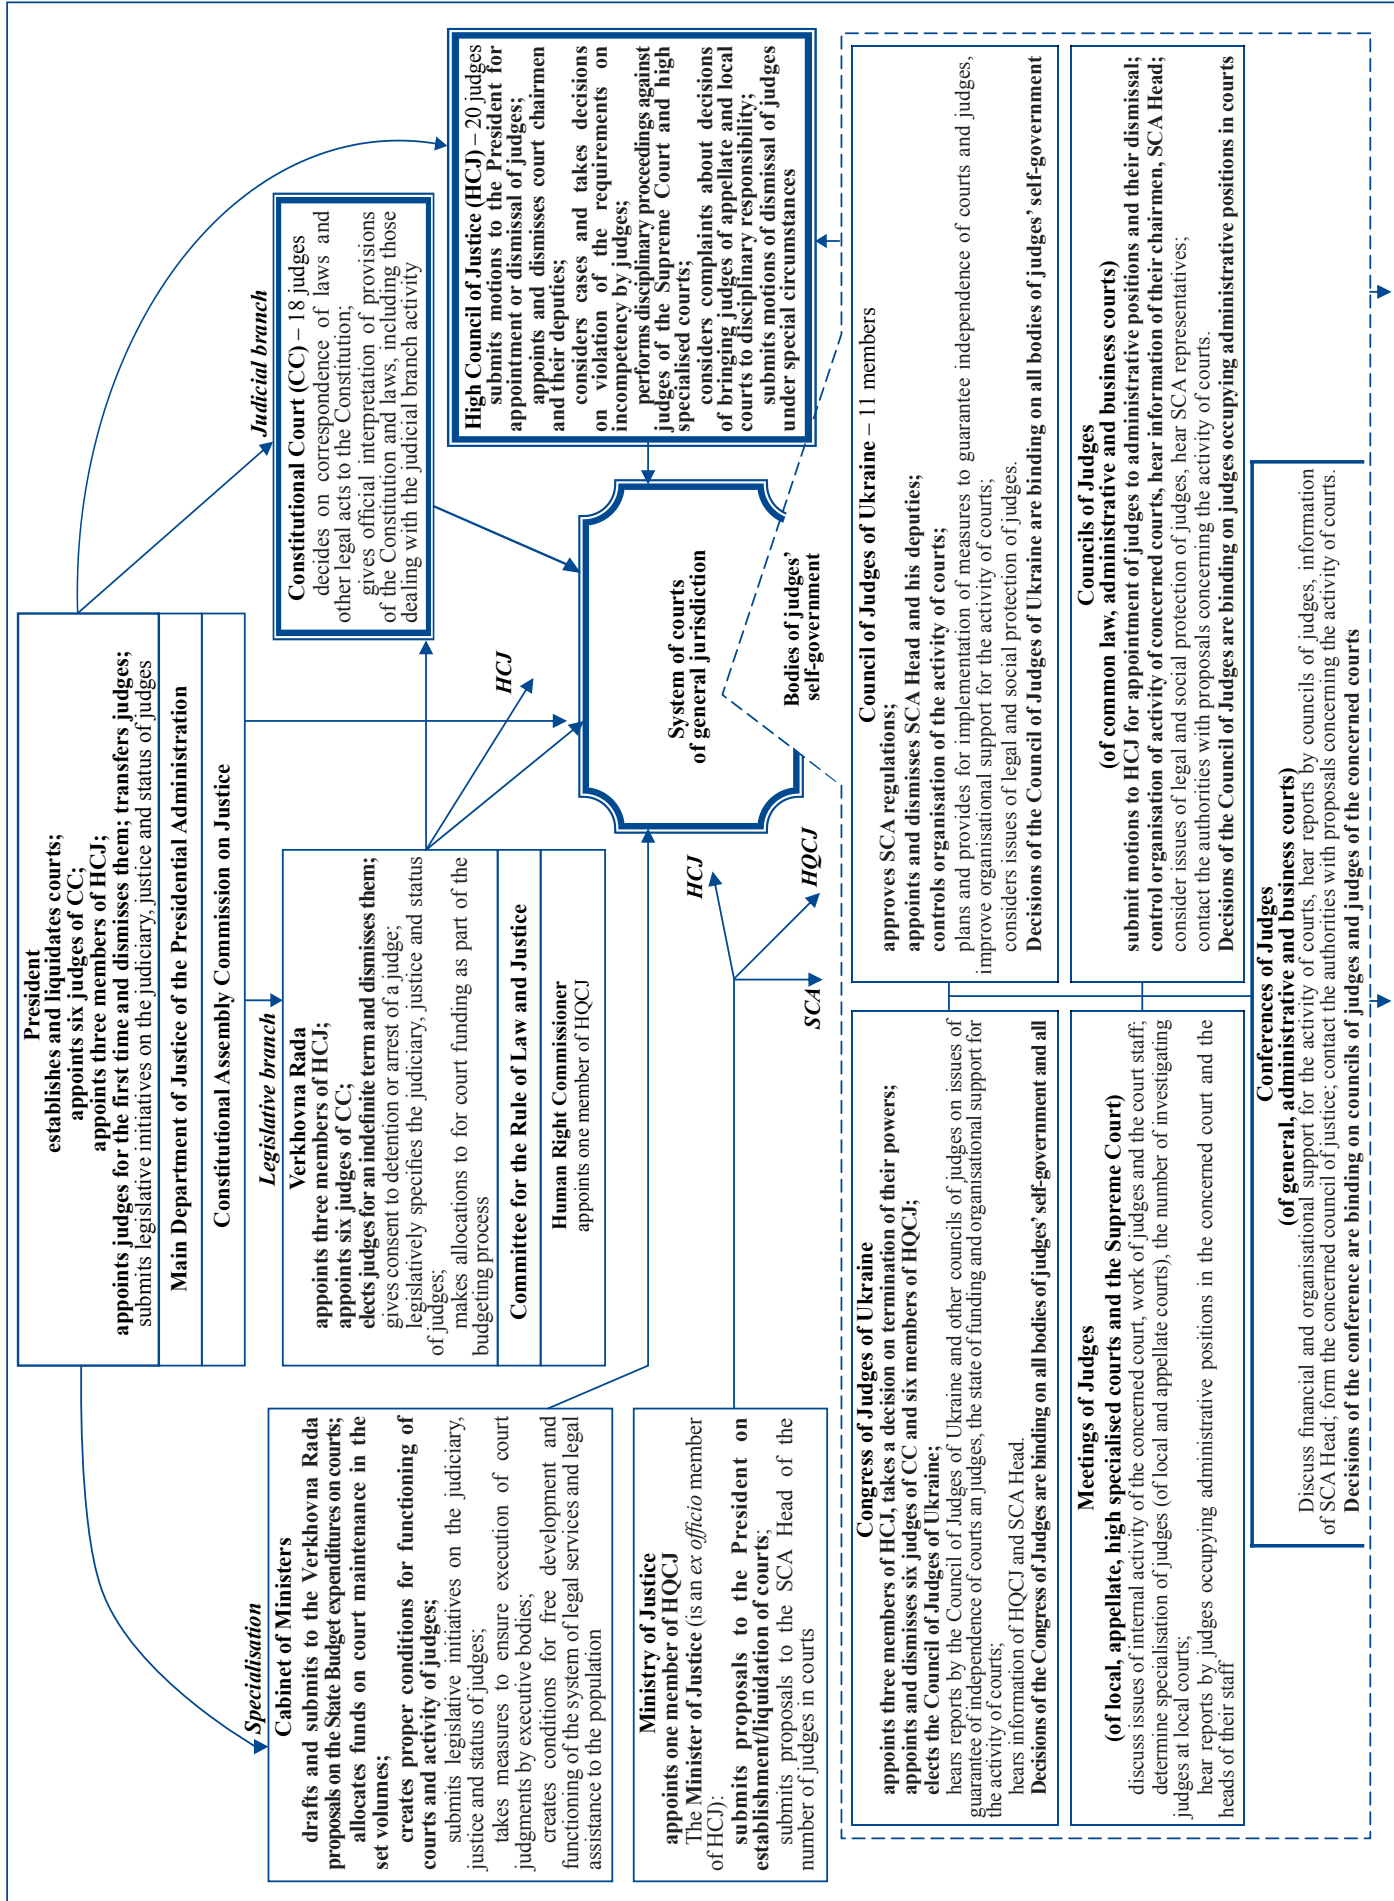 President
establishes and liquidates courts;
appoints six judges of CC;
appoints three members of HCJ;
appoints judges for the first time and dismisses them; transfers judges;
submits legislative initiatives on the judiciary, justice and status of judges
Main Department of Justice of the Presidential Administration
Constitutional Assembly Commission on Justice
Specialisation
Legislative branch
Judicial branch
Cabinet of Ministers
drafts and submits to the Verkhovna Rada
proposals on the State Budget expenditures on courts;
allocates funds on court maintenance in the
set volumes;
creates proper conditions for functioning of
courts and activity of judges;
submits legislative initiatives on the judiciary,
justice and status of judges;
takes measures to ensure execution of court
judgments by executive bodies;
creates conditions for free development and
functioning of the system of legal services and legal
assistance to the population
Verkhovna Rada
appoints three members of HCJ;
appoints six judges of CC;
elects judges for an indefinite term and dismisses them;
gives consent to detention or arrest of a judge;
legislatively specifies the judiciary, justice and status
of judges;
makes allocations for court funding as part of the
budgeting process
Committee for the Rule of Law and Justice
Human Right Commissioner
appoints one member of HQCJ
Constitutional Court (CC) – 18 judges
decides on correspondence of laws and
other legal acts to the Constitution;
gives official interpretation of provisions
of the Constitution and laws, including those
dealing with the judicial branch activity
High Council of Justice (HCJ) – 20 judges
submits motions to the President for
appointment or dismissal of judges;
appoints and dismisses court chairmen
and their deputies;
considers cases and takes decisions
on violation of the requirements on
incompetency by judges;
performs disciplinary proceedings against
judges of the Supreme Court and high
specialised courts;
considers complaints about decisions
of bringing judges of appellate and local
courts to disciplinary responsibility;
submits motions of dismissal of judges
under special circumstances
HCJ
Ministry of Justice
appoints one member of HQCJ
The Minister of Justice (is an ex officio member
of HCJ):
submits proposals to the President on
establishment/liquidation of courts;
submits proposals to the SCA Head of the
number of judges in courts
HCJ
HQCJ
SCA
System of courts
of general jurisdiction
Bodies of judges’
self-government
Congress of Judges of Ukraine
appoints three members of HCJ, takes a decision on termination of their powers;
appoints and dismisses six judges of CC and six members of HQCJ;
elects the Council of Judges of Ukraine;
hears reports by the Council of Judges of Ukraine and other councils of judges on issues of
guarantee of independence of courts an judges, the state of funding and organisational support for
the activity of courts;
hears information of HQCJ and SCA Head.
Decisions of the Congress of Judges are binding on all bodies of judges’ self-government and all
Council of Judges of Ukraine – 11 members
approves SCA regulations;
appoints and dismisses SCA Head and his deputies;
controls organisation of the activity of courts;
plans and provides for implementation of measures to guarantee independence of courts and judges,
improve organisational support for the activity of courts;
considers issues of legal and social protection of judges.
Decisions of the Council of Judges of Ukraine are binding on all bodies of judges’ self-government
Meetings of Judges
(of local, appellate, high specialised courts and the Supreme Court)
discuss issues of internal activity of the concerned court, work of judges and the court staff;
determine specialisation of judges (of local and appellate courts), the number of investigating
judges at local courts;
hear reports by judges occupying administrative positions in the concerned court and the
heads of their staff
Councils of Judges
(of common law, administrative and business courts)
submit motions to HCJ for appointment of judges to administrative positions and their dismissal;
control organisation of activity of concerned courts, hear information of their chairmen, SCA Head;
consider issues of legal and social protection of judges, hear SCA representatives;
contact the authorities with proposals concerning the activity of courts.
Decisions of the Council of Judges are binding on judges occupying administrative positions in courts
Conferences of Judges
(of general, administrative and business courts)
Discuss financial and organisational support for the activity of courts, hear reports by councils of judges, information
of SCA Head; form the concerned council of justice; contact the authorities with proposals concerning the activity of courts.
Decisions of the conference are binding on councils of judges and judges of the concerned courts